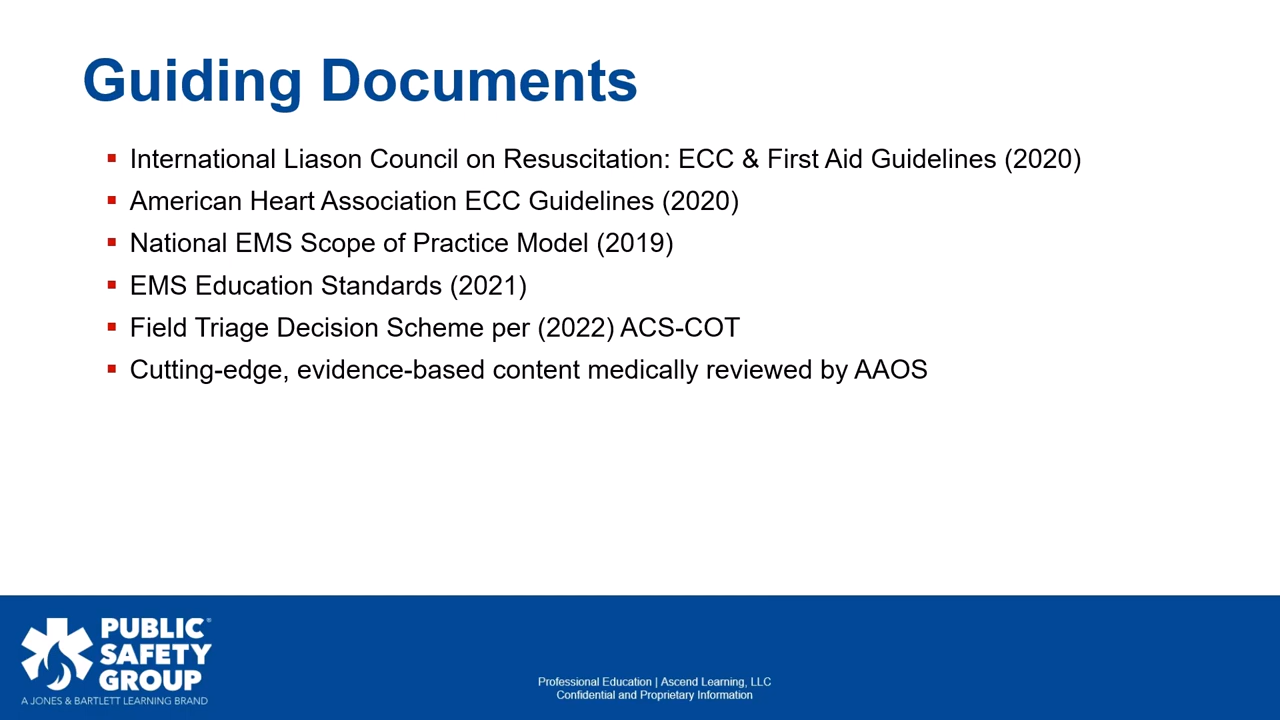 Guiding Documents
International Liason Council on Resuscitation: ECC & First Aid Guidelines (2020)
American Heart Association ECC Guidelines (2020)
National EMS Scope of Practice Model (2019)
EMS Education Standards (2021)
Field Triage Decision Scheme per (2022) ACS-COT
Cutting-edge, evidence-based content medically reviewed by AAOS
PUBLIC
SAFETY
GROUP
A JONES & BARTLETT LEARNING BRAND
Professional Education | Ascend Learning, LLC
Confidential and Proprietary Information